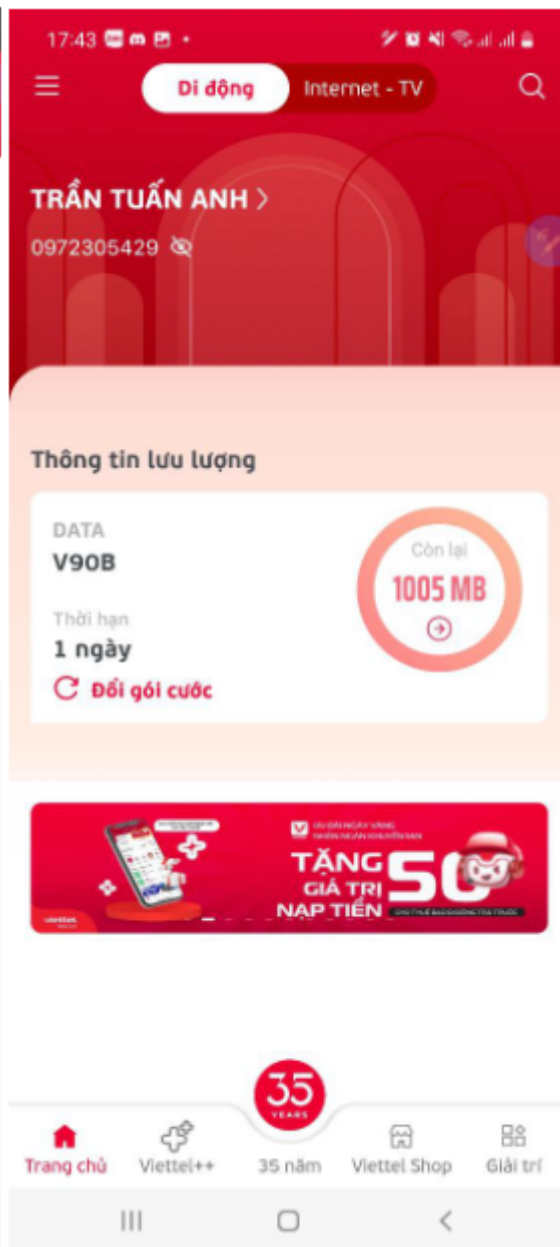 17:43
Di động
Internet - TV
TRẦN TUẤN ANH
0972305429
Thông tin lưu lượng
DATA
V90B
Còn lại
1005 MB
Thời hạn
1 ngày
Đổi gói cước
TẶNG
GIÁ TRỊ
NẠP TIỀN
50
viettel
35
YEARS
Trang chủ
Viettel++
35 năm
Viettel Shop
Giải trí